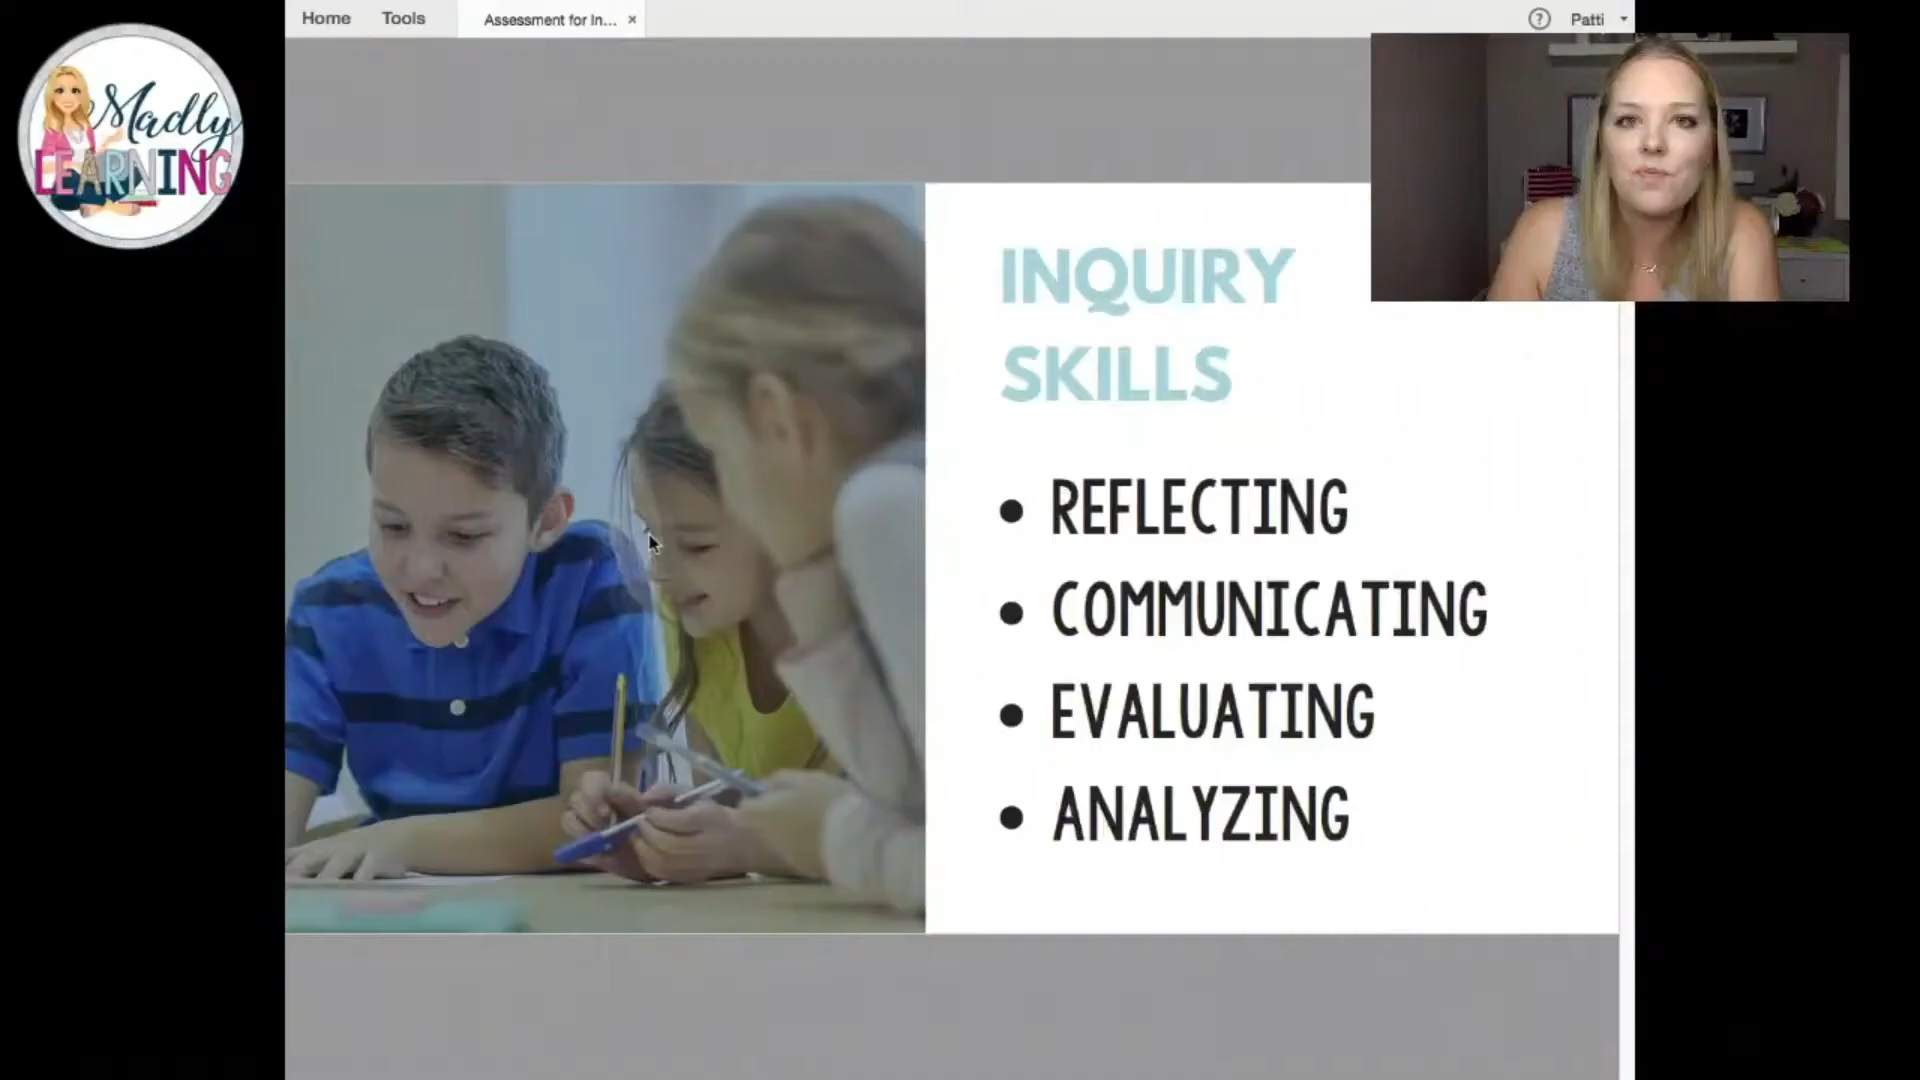 Home Tools Assessment for In... × ? Patti
Madly
LEARNING
INQUIRY
SKILLS
• REFLECTING
• COMMUNICATING
• EVALUATING
• ANALYZING